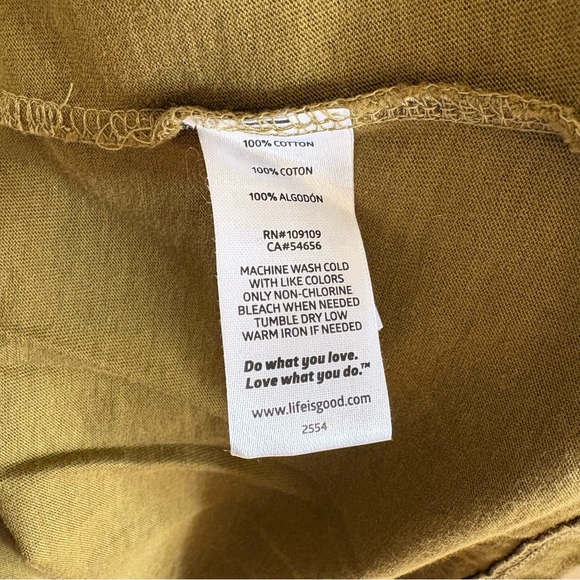 100% COTTON
100% COTON
100% ALGODÓN
RN#109109
CA#54656
MACHINE WASH COLD
WITH LIKE COLORS
ONLY NON-CHLORINE
BLEACH WHEN NEEDED
TUMBLE DRY LOW
WARM IRON IF NEEDED
Do what you love.
Love what you do.™
www.lifeisgood.com
2554